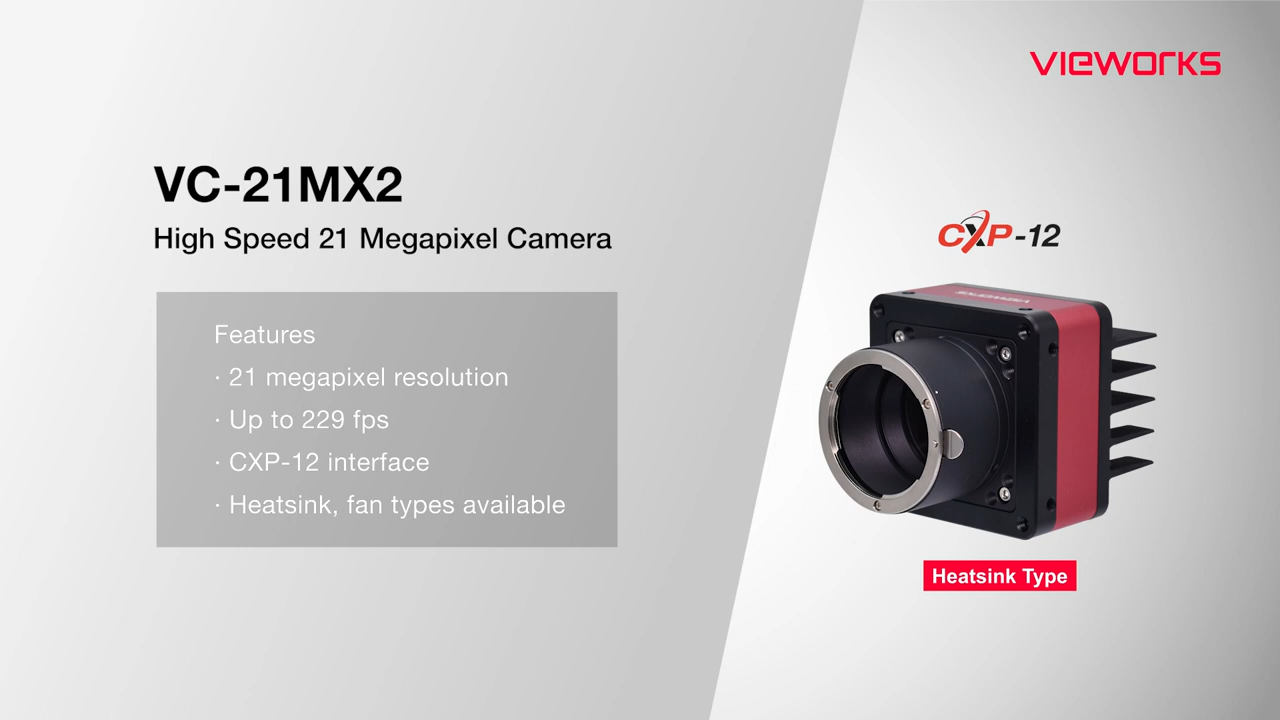 VIEWORKS
VC-21MX2
High Speed 21 Megapixel Camera
Features
· 21 megapixel resolution
· Up to 229 fps
· CXP-12 interface
· Heatsink, fan types available
CXP-12
VIEWORKS
Heatsink Type